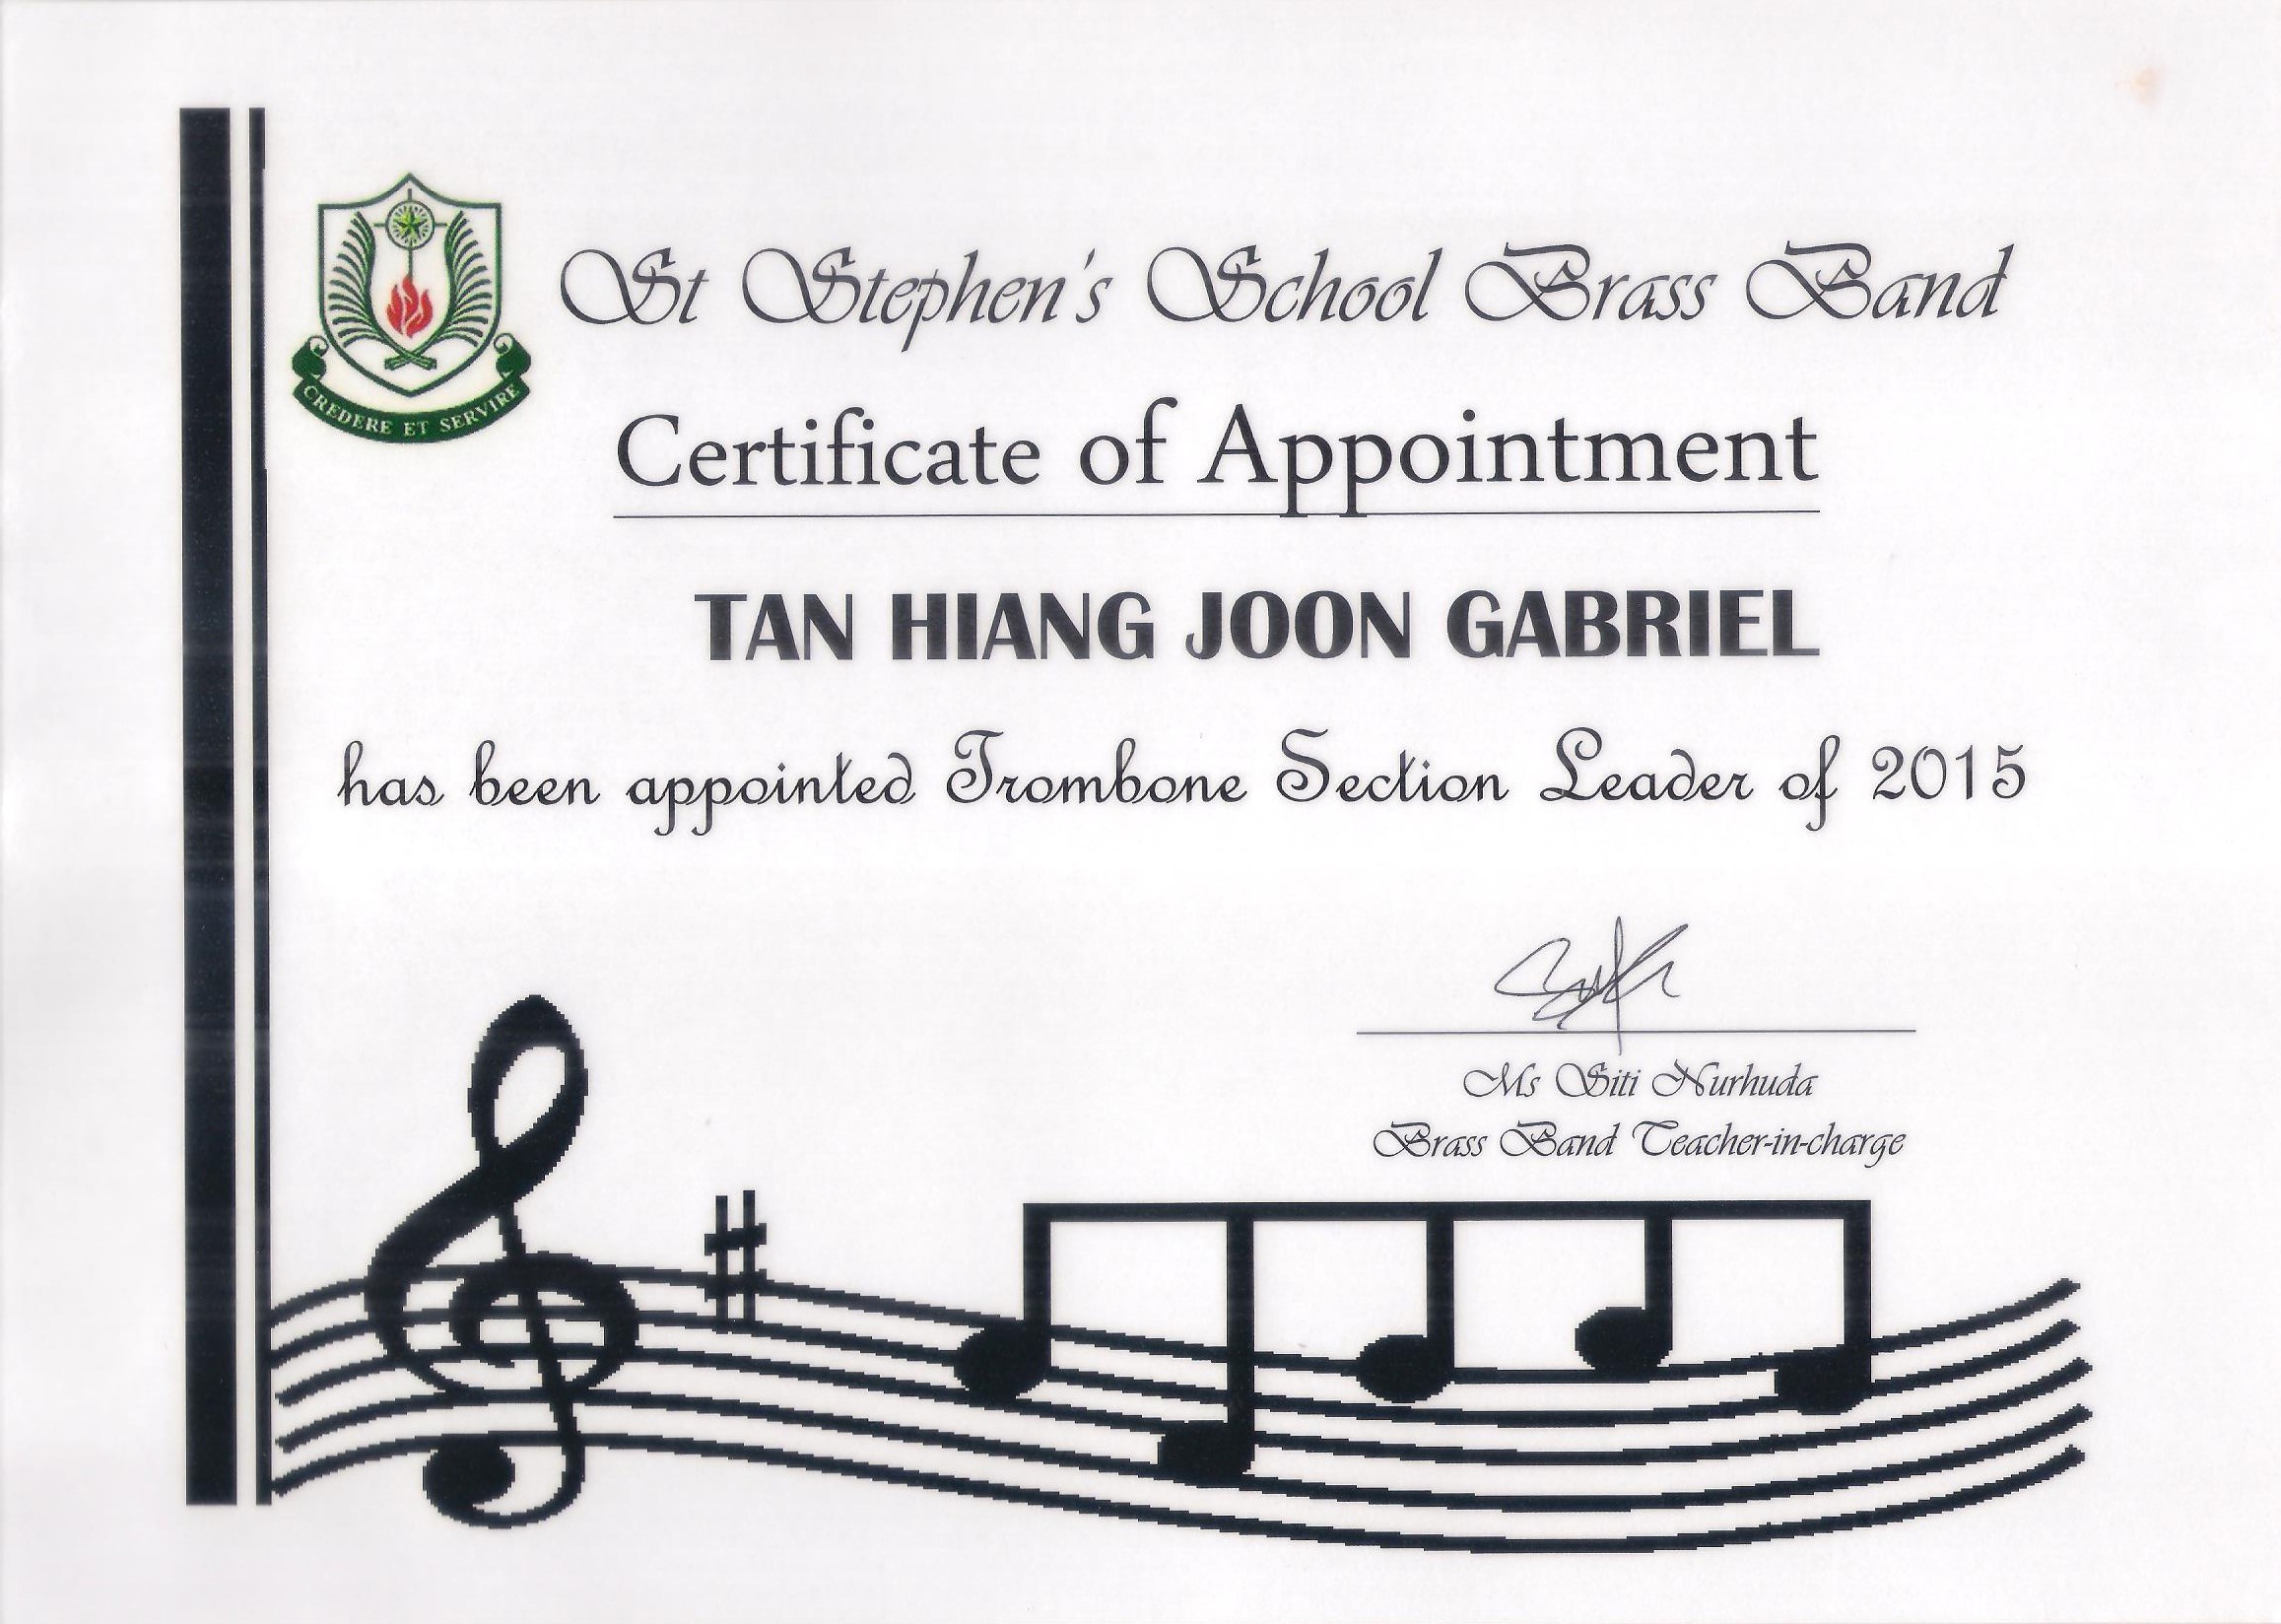 St Stephen's School Brass Band
CREDERE ET SERVIRE
Certificate of Appointment
TAN HIANG JOON GABRIEL
has been appointed Trombone Section Leader of 2015
Ms Siti Nurhuda
Brass Band Teacher-in-charge